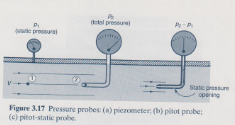 P₁
(static pressure)
P₂
(total pressure)
P₂ - P₁
V
1
2
Static pressure
opening
Figure 3.17 Pressure probes: (a) piezometer; (b) pitot probe;
(c) pitot-static probe.